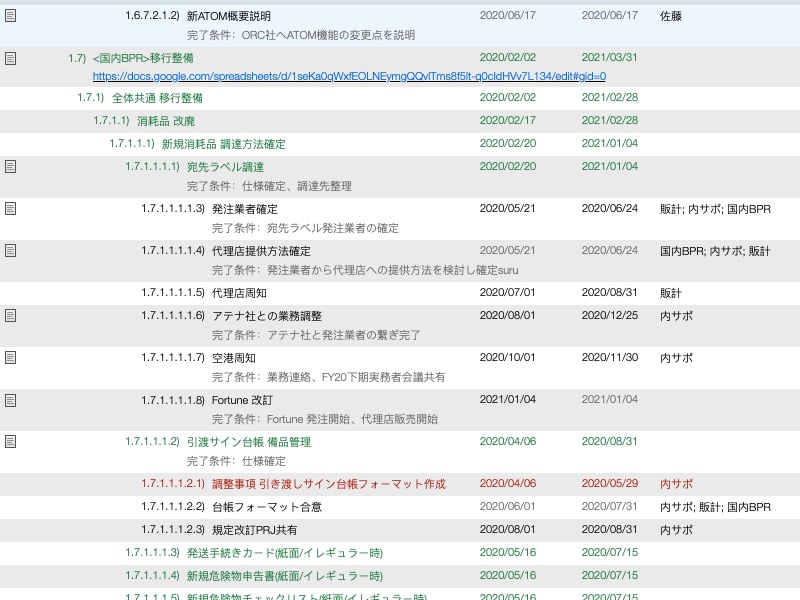 1.6.7.2.1.2) 新ATOM概要説明 2020/06/17 2020/06/17 佐藤
完了条件: ORC社へATOM機能の変更点を説明
1.7) <国内BPR>移行整備 2020/02/02 2021/03/31
https://docs.google.com/spreadsheets/d/1seKa0qWxfEOLNEymgQQvlTms8f5lt-q0cldHVv7L134/edit#gid=0
1.7.1) 全体共通 移行整備 2020/02/02 2021/02/28
1.7.1.1) 消耗品 改廃 2020/02/17 2021/02/28
1.7.1.1.1) 新規消耗品 調達方法確定 2020/02/20 2021/01/04
1.7.1.1.1.1) 宛先ラベル調達 2020/02/20 2021/01/04
完了条件: 仕様確定、調達先整理
1.7.1.1.1.1.3) 発注業者確定 2020/05/21 2020/06/24 販計; 内サポ; 国内BPR
完了条件: 宛先ラベル発注業者の確定
1.7.1.1.1.1.4) 代理店提供方法確定 2020/05/21 2020/06/24 国内BPR; 内サポ; 販計
完了条件: 発注業者から代理店への提供方法を検討し確定suru
1.7.1.1.1.1.5) 代理店周知 2020/07/01 2020/08/31 販計
1.7.1.1.1.1.6) アテナ社との業務調整 2020/08/01 2020/12/25 内サポ
完了条件: アテナ社と発注業者の繋ぎ完了
1.7.1.1.1.1.7) 空港周知 2020/10/01 2020/11/30 内サポ
完了条件: 業務連絡、FY20下期実務者会議共有
1.7.1.1.1.1.8) Fortune 改訂 2021/01/04 2021/01/04
完了条件: Fortune 発注開始、代理店販売開始
1.7.1.1.1.2) 引渡サイン台帳 備品管理 2020/04/06 2020/08/31
完了条件: 仕様確定
1.7.1.1.1.2.1) 調整事項 引き渡しサイン台帳フォーマット作成 2020/04/06 2020/05/29 内サポ
1.7.1.1.1.2.2) 台帳フォーマット合意 2020/06/01 2020/07/31 内サポ; 販計; 国内BPR
1.7.1.1.1.2.3) 規定改訂PRJ共有 2020/08/01 2020/08/31 内サポ
1.7.1.1.1.3) 発送手続きカード(紙面/イレギュラー時) 2020/05/16 2020/07/15
1.7.1.1.1.4) 新規危険物申告書(紙面/イレギュラー時) 2020/05/16 2020/07/15
1.7.1.1.1.5) 新規危険物チェックリスト(紙面/イレギュラー時) 2020/05/16 2020/07/15